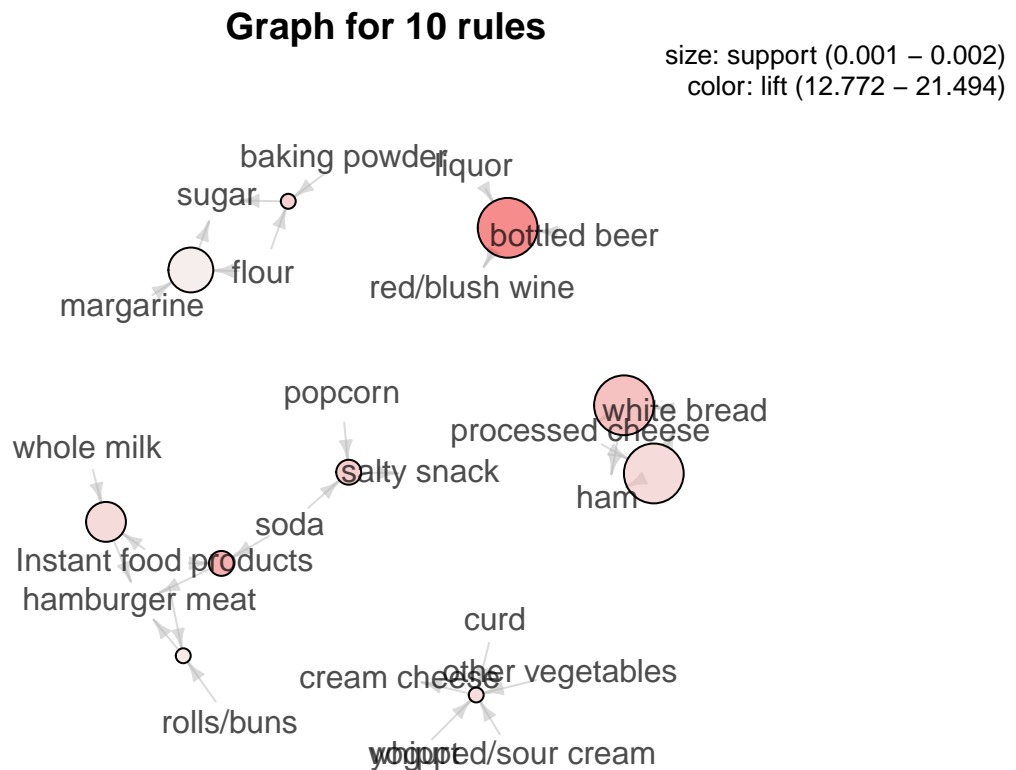 Graph for 10 rules
size: support (0.001 − 0.002)
color: lift (12.772 − 21.494)
baking powder
liquor
sugar
bottled beer
flour
red/blush wine
margarine
popcorn
white bread
processed cheese
whole milk
salty snack
ham
soda
Instant food products
hamburger meat
curd
other vegetables
cream cheese
rolls/buns
yogurt
whipped/sour cream